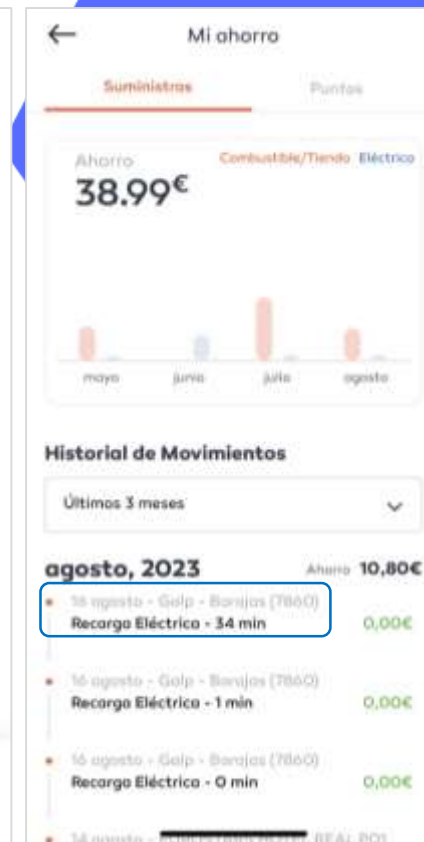 Mi ahorro
Suministros Puntos
Ahorro Combustible/Tienda Eléctrico
38.99€
mayo junio julio agosto
Historial de Movimientos
Últimos 3 meses
agosto, 2023 Ahorro 10,80€
16 agosto - Galp - Barajas (7860)
Recarga Eléctrica - 34 min 0,00€
16 agosto - Galp - Barajas (7860)
Recarga Eléctrica - 1 min 0,00€
16 agosto - Galp - Barajas (7860)
Recarga Eléctrica - 0 min 0,00€
14 agosto - REAL P01